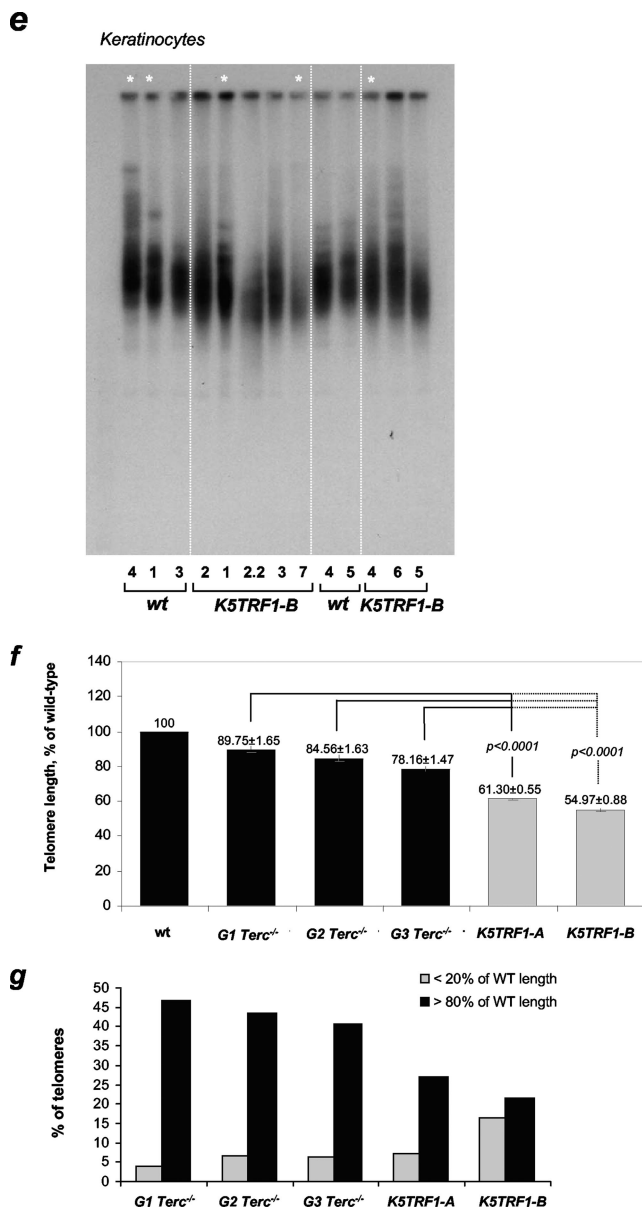 e
Keratinocytes
* * * * *
4 1 3 2 1 2.2 3 7 4 5 4 6 5
wt K5TRF1-B wt K5TRF1-B
f
Telomere length, % of wild-type
140
120
100
80
60
40
20
0
100
89.75±1.65
84.56±1.63
78.16±1.47
61.30±0.55
54.97±0.88
p<0.0001
p<0.0001
wt G1 Terc-/- G2 Terc-/- G3 Terc-/- K5TRF1-A K5TRF1-B
g
% of telomeres
50
45
40
35
30
25
20
15
10
5
0
< 20% of WT length
> 80% of WT length
G1 Terc-/- G2 Terc-/- G3 Terc-/- K5TRF1-A K5TRF1-B